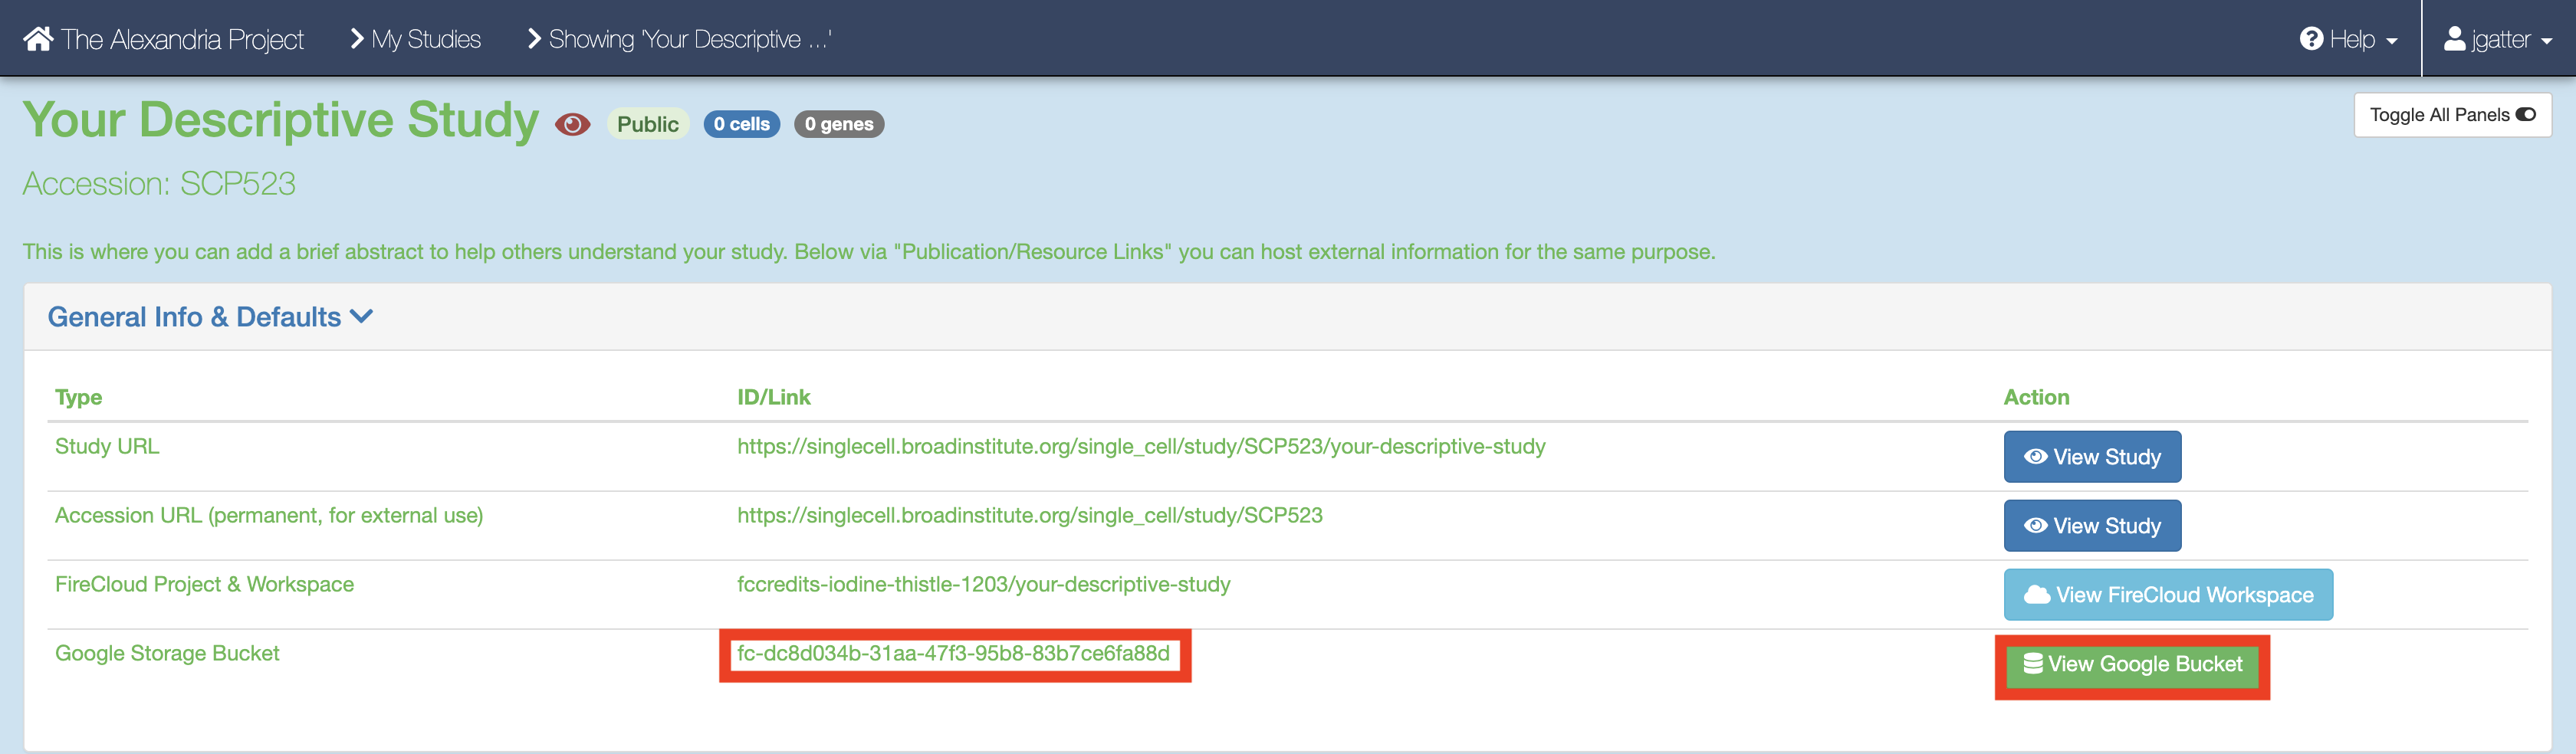 The Alexandria Project My Studies Showing 'Your Descriptive ...' Help jgatter
Your Descriptive Study Public 0 cells 0 genes Toggle All Panels
Accession: SCP523
This is where you can add a brief abstract to help others understand your study. Below via "Publication/Resource Links" you can host external information for the same purpose.
General Info & Defaults
Type ID/Link Action
Study URL https://singlecell.broadinstitute.org/single_cell/study/SCP523/your-descriptive-study View Study
Accession URL (permanent, for external use) https://singlecell.broadinstitute.org/single_cell/study/SCP523 View Study
FireCloud Project & Workspace fccredits-iodine-thistle-1203/your-descriptive-study View FireCloud Workspace
Google Storage Bucket fc-dc8d034b-31aa-47f3-95b8-83b7ce6fa88d View Google Bucket